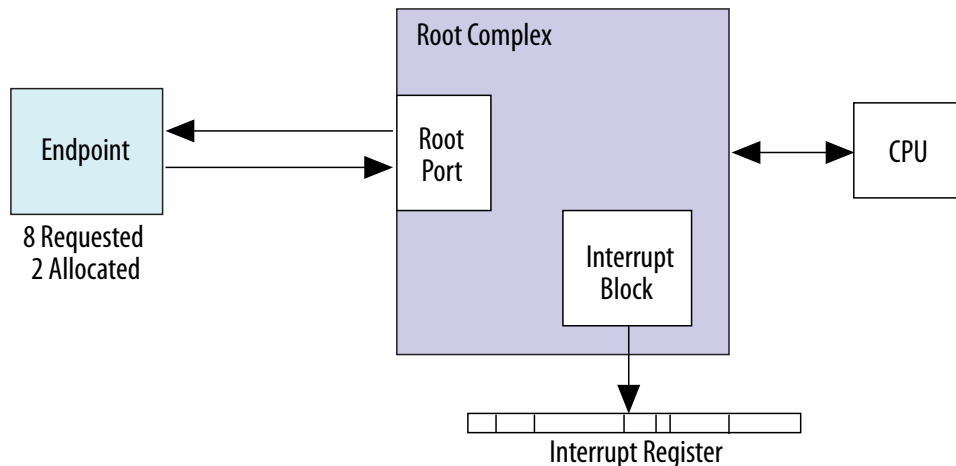 Root Complex
Endpoint
Root
Port
CPU
8 Requested
2 Allocated
Interrupt
Block
Interrupt Register